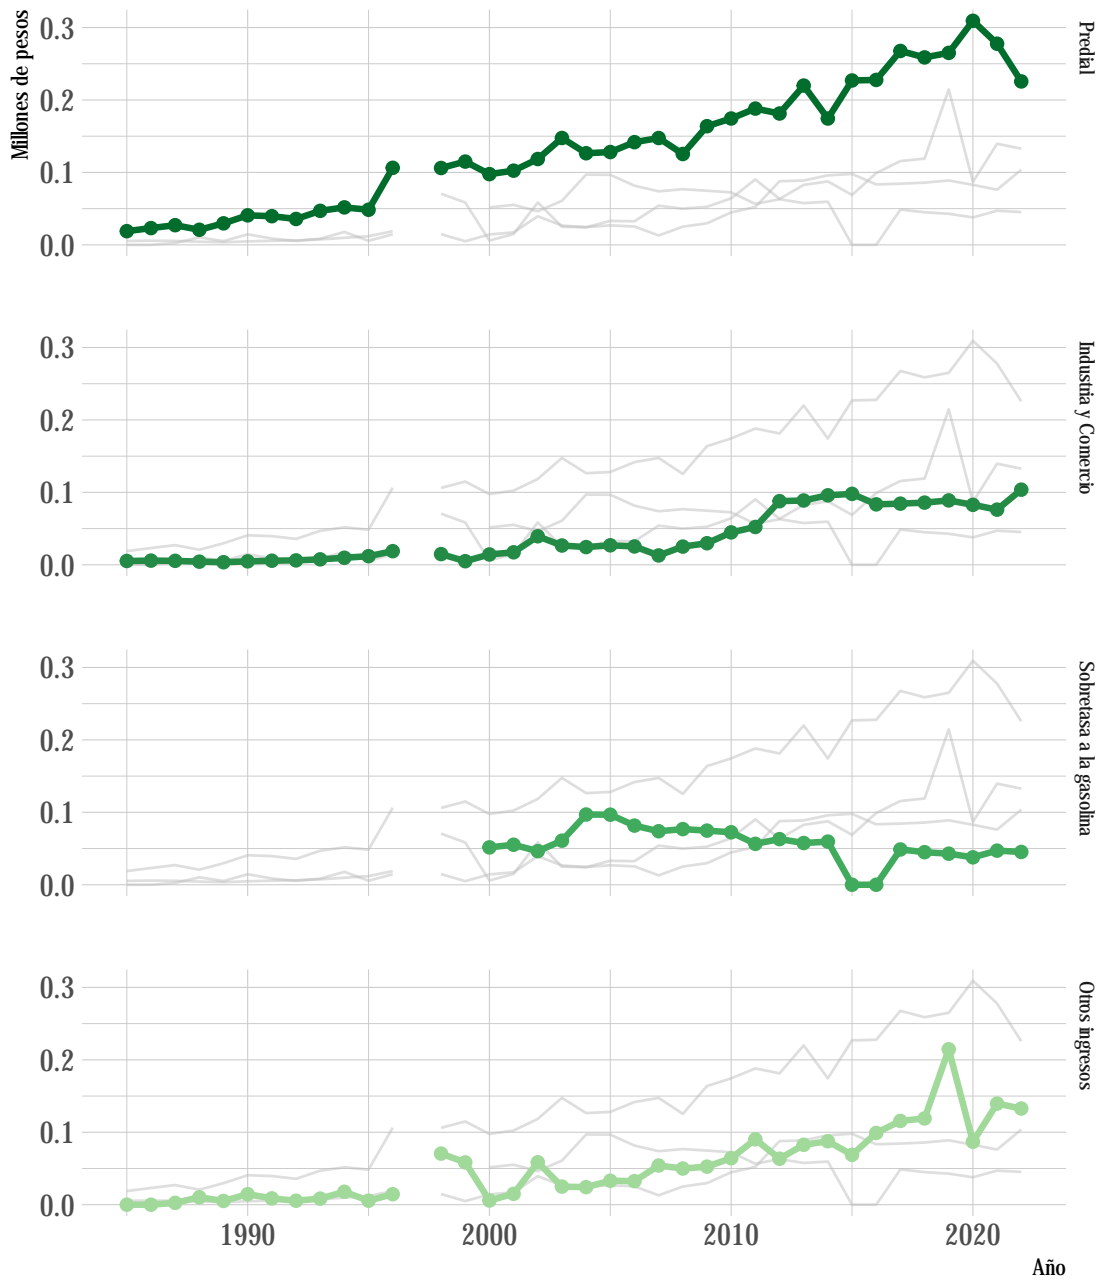 Millones de pesos
0.3
0.2
0.1
0.0
Predial
0.3
0.2
0.1
0.0
Industria y Comercio
0.3
0.2
0.1
0.0
Sobretasa a la gasolina
0.3
0.2
0.1
0.0
Otros ingresos
1990 2000 2010 2020
Año